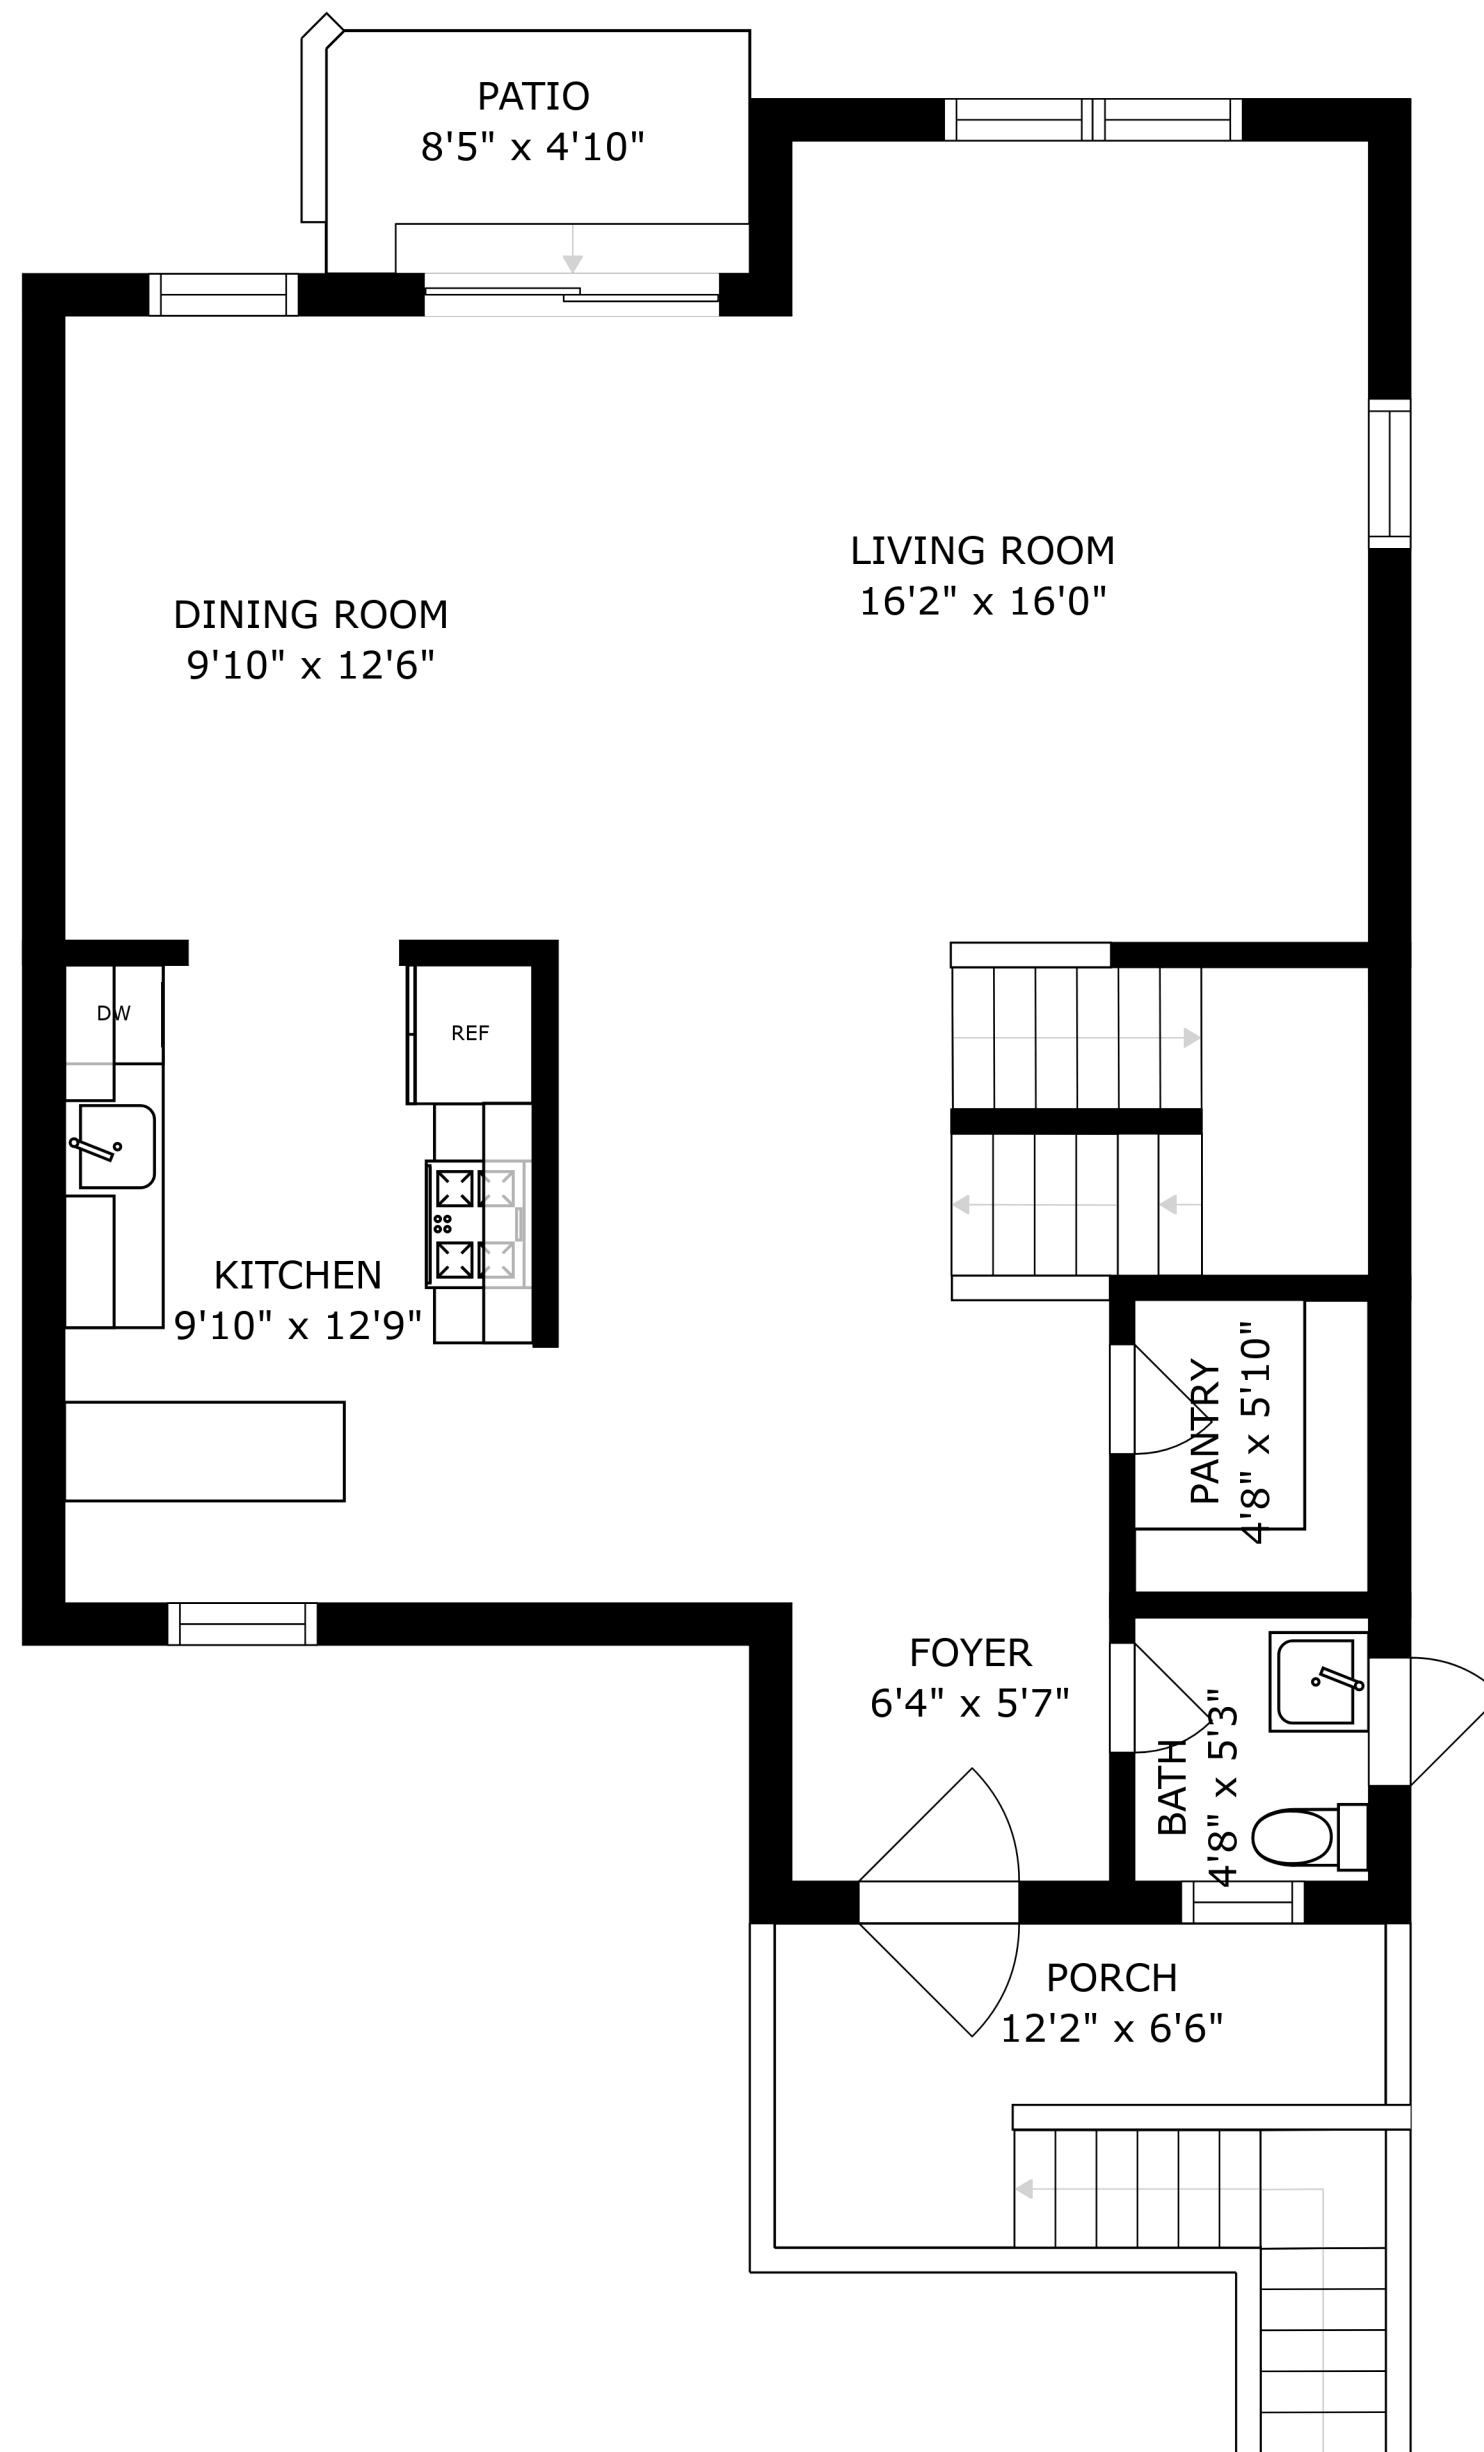 PATIO
8'5" x 4'10"
LIVING ROOM
16'2" x 16'0"
DINING ROOM
9'10" x 12'6"
DW
REF
KITCHEN
9'10" x 12'9"
PANTRY
4'8" x 5'10"
FOYER
6'4" x 5'7"
BATH
4'8" x 5'3"
PORCH
12'2" x 6'6"